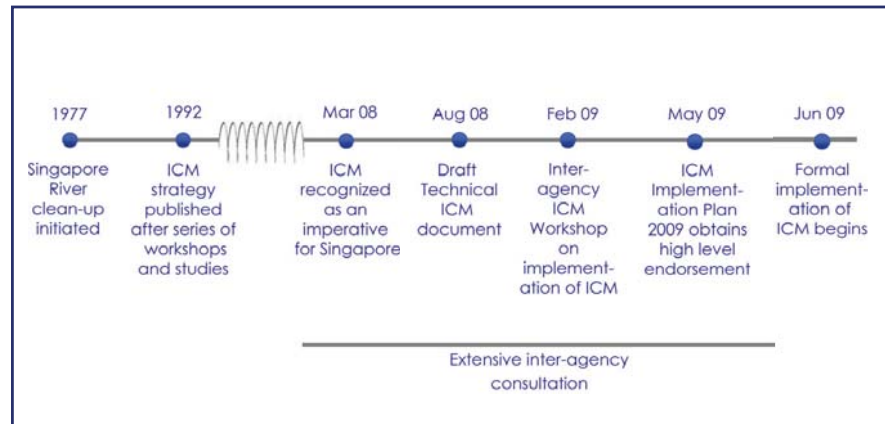 1977
Singapore
River
clean-up
initiated
1992
ICM
strategy
published
after series of
workshops
and studies
Mar 08
ICM
recognized
as an
imperative
for Singapore
Aug 08
Draft
Technical
ICM
document
Feb 09
Inter-
agency
ICM
Workshop
on
implement-
ation of ICM
May 09
ICM
Implement-
ation Plan
2009 obtains
high level
endorsement
Jun 09
Formal
implement-
ation of
ICM begins
Extensive inter-agency
consultation